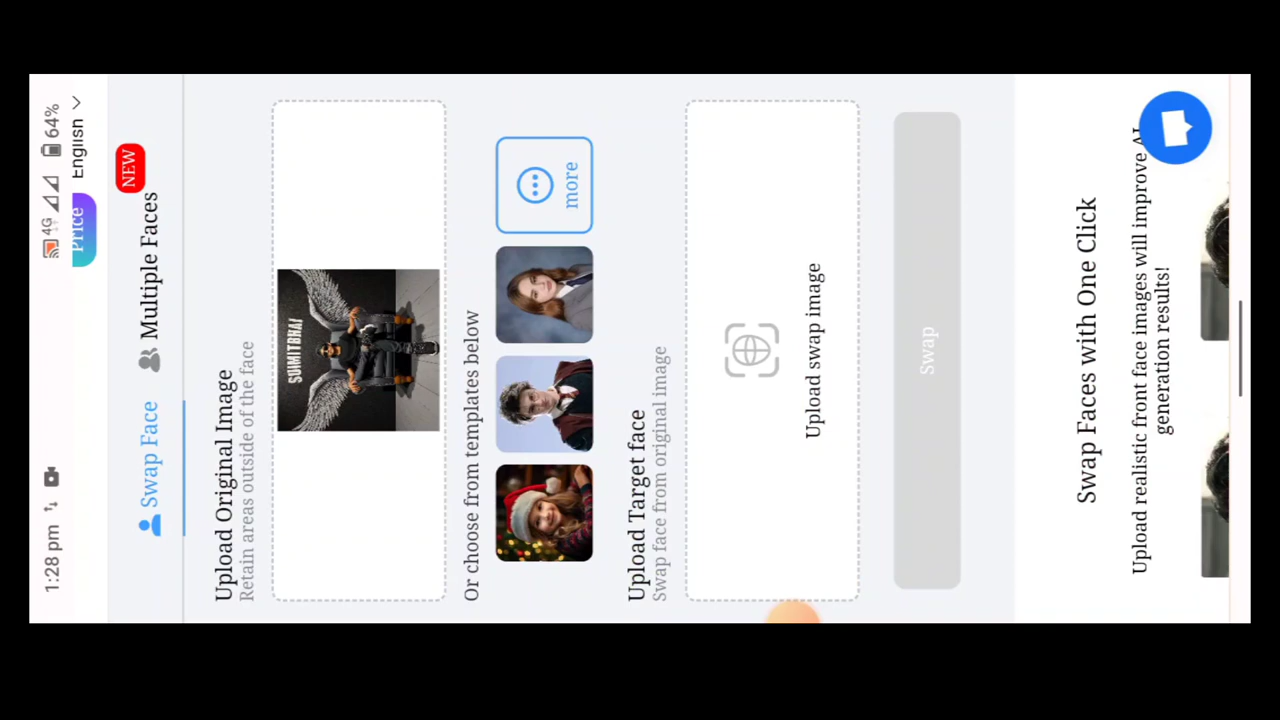 1:28 pm
4G
64%
Price
English
Swap Face
Multiple Faces
NEW
Upload Original Image
Retain areas outside of the face
SUMITBHAI
Or choose from templates below
more
Upload Target face
Swap face from original image
Upload swap image
Swap
Swap Faces with One Click
Upload realistic front face images will improve AI
generation results!